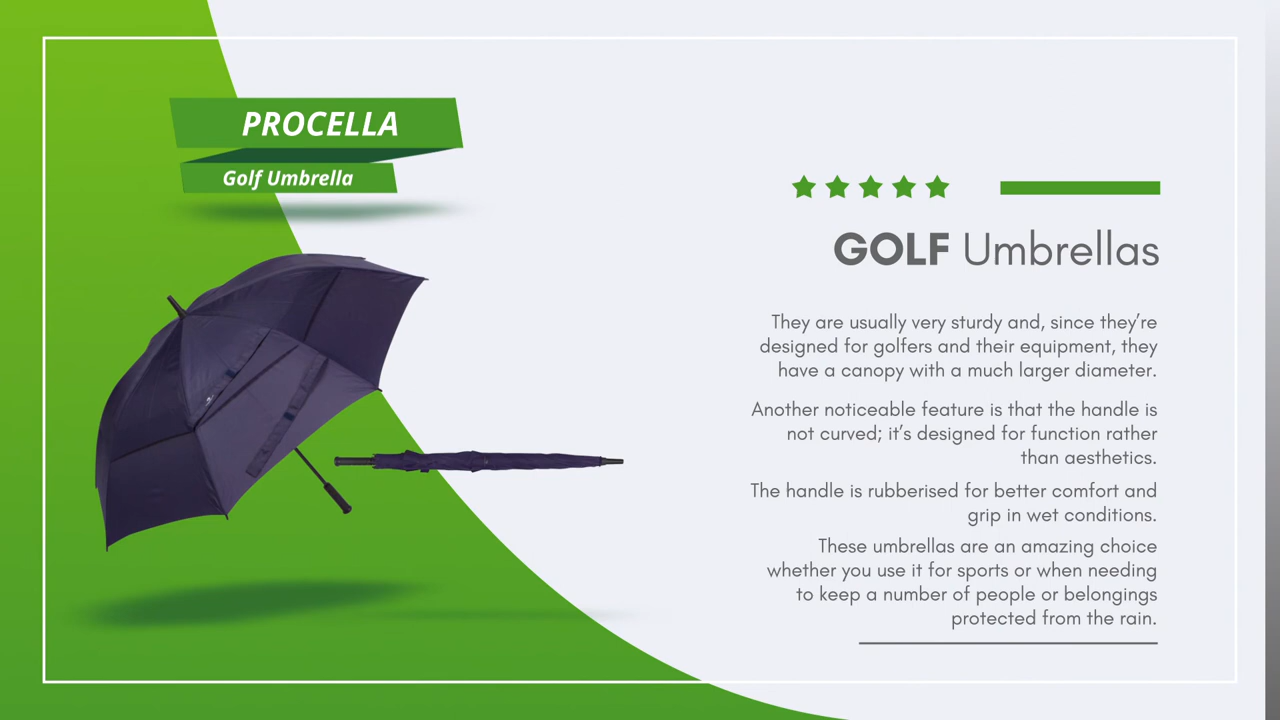 PROCELLA
Golf Umbrella
GOLF Umbrellas
They are usually very sturdy and, since they're
designed for golfers and their equipment, they
have a canopy with a much larger diameter.
Another noticeable feature is that the handle is
not curved; it's designed for function rather
than aesthetics.
The handle is rubberised for better comfort and
grip in wet conditions.
These umbrellas are an amazing choice
whether you use it for sports or when needing
to keep a number of people or belongings
protected from the rain.